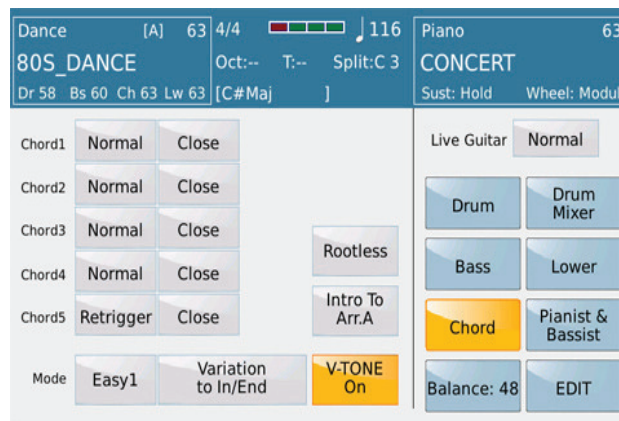 Dance [A] 63 4/4 116 Piano 63
80S_DANCE Oct:-- T:-- Split:C 3 CONCERT
Dr 58 Bs 60 Ch 63 Lw 63 [C#Maj ] Sust: Hold Wheel: Modul
Chord1 Normal Close
Chord2 Normal Close
Chord3 Normal Close
Chord4 Normal Close
Chord5 Retrigger Close
Rootless
Intro To
Arr.A
Mode Easy1 Variation
to In/End
V-TONE
On
Live Guitar Normal
Drum
Drum
Mixer
Bass
Lower
Chord
Pianist &
Bassist
Balance: 48
EDIT